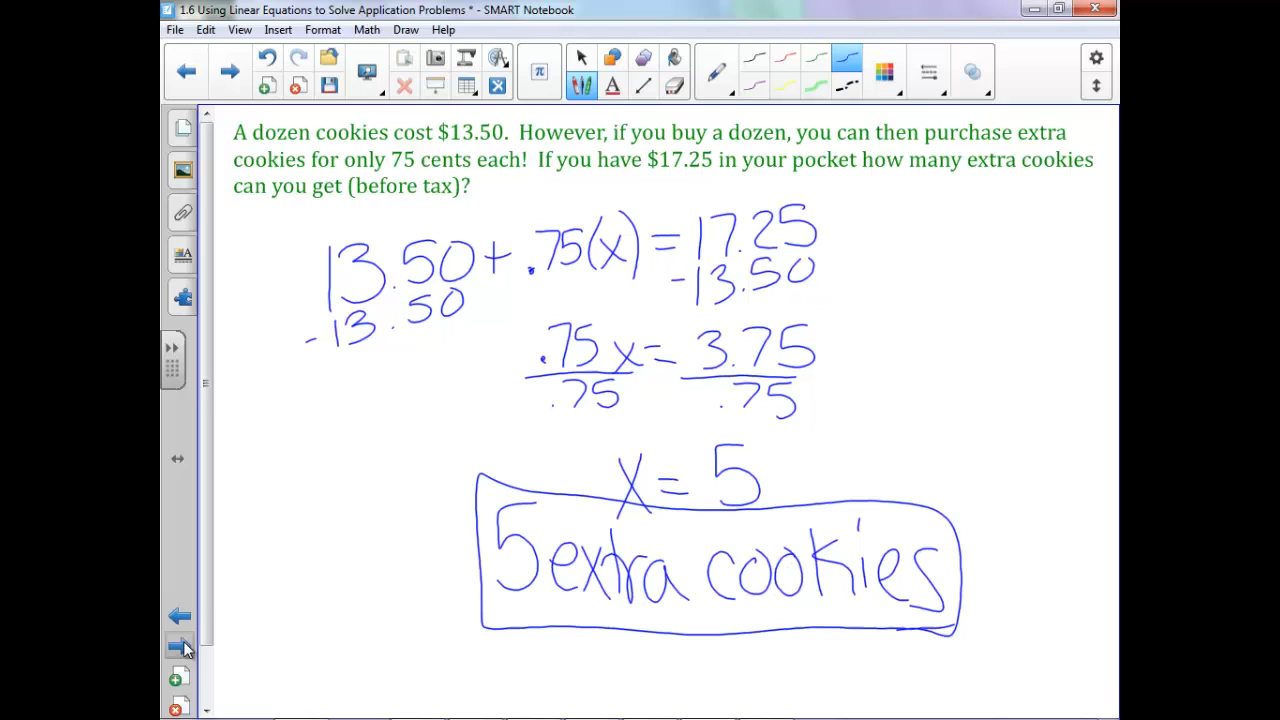 1.6 Using Linear Equations to Solve Application Problems * - SMART Notebook
File Edit View Insert Format Math Draw Help
A dozen cookies cost $13.50. However, if you buy a dozen, you can then purchase extra
cookies for only 75 cents each! If you have $17.25 in your pocket how many extra cookies
can you get (before tax)?
13.50 + .75(x) = 17.25
-13.50 -13.50
.75x = 3.75
.75 .75
x = 5
5 extra cookies